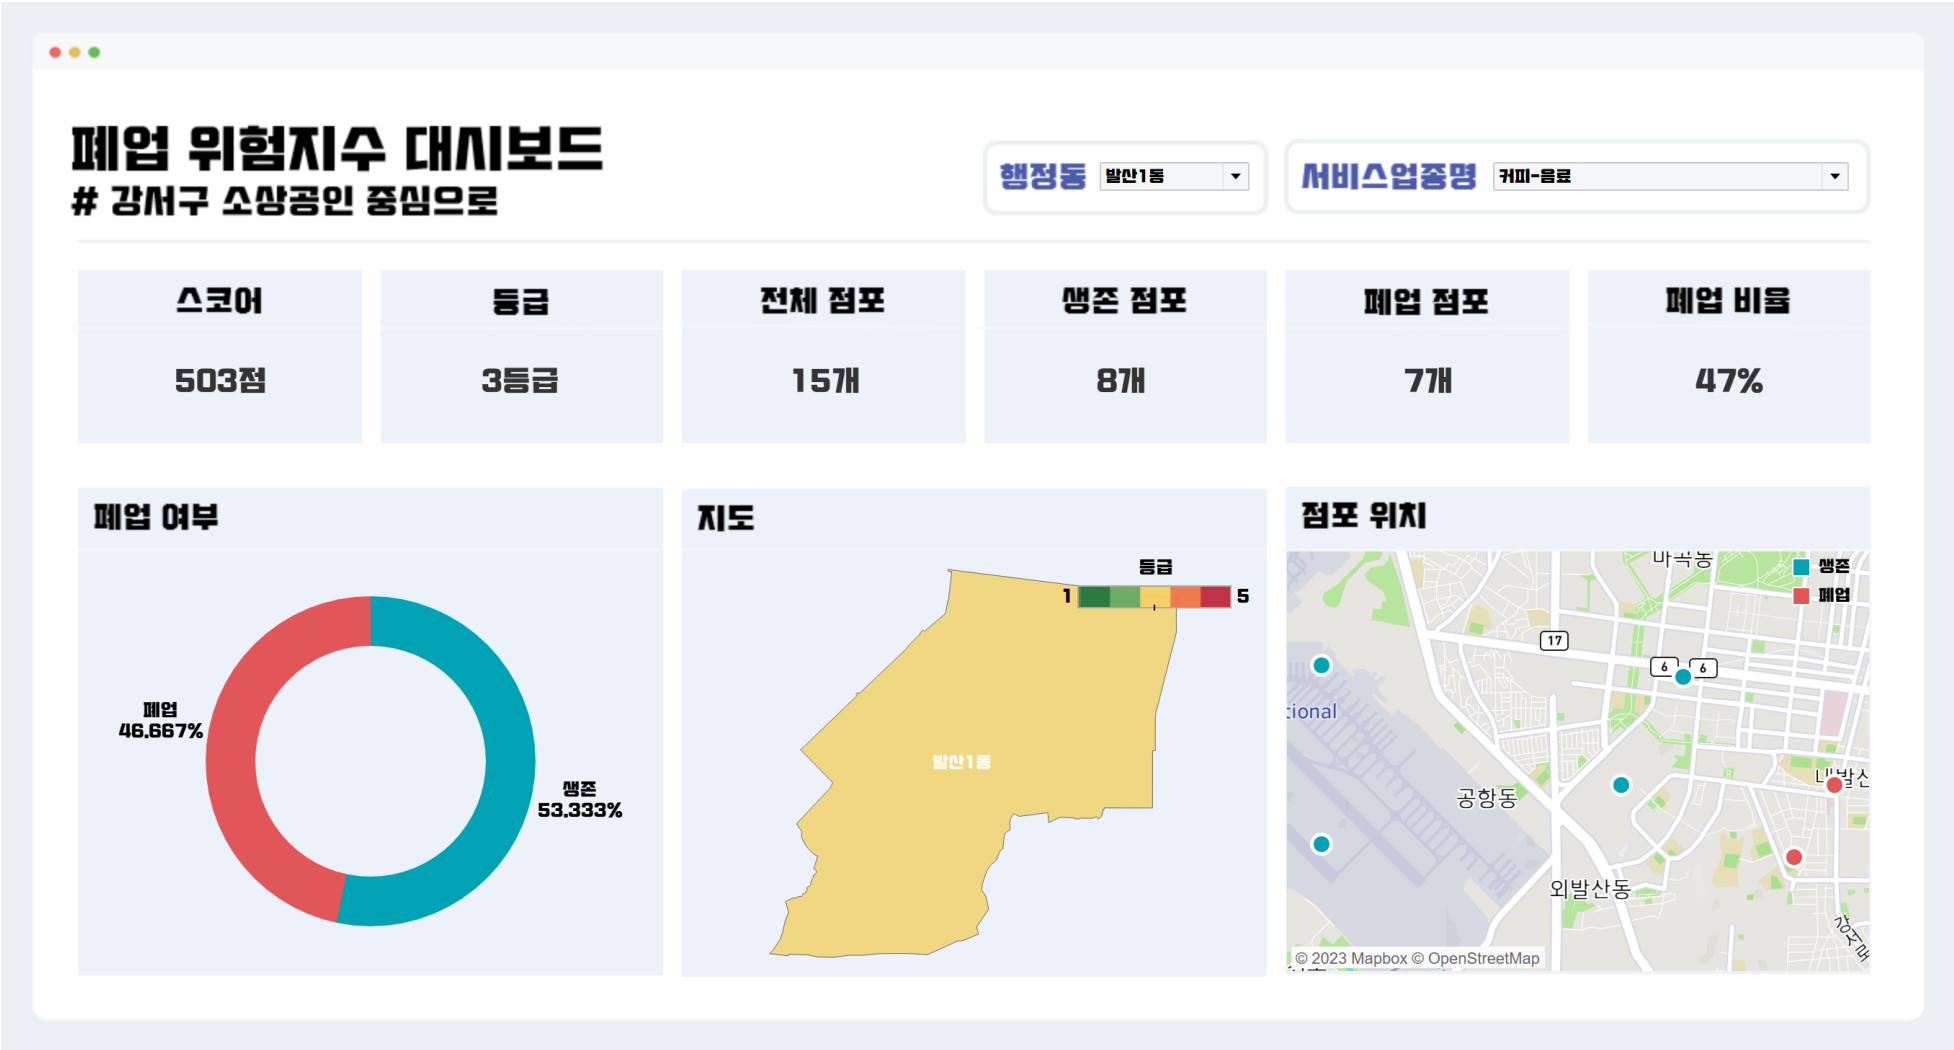 폐업 위험지수 대시보드
# 강서구 소상공인 중심으로
행정동 발산1동
서비스업종명 커피-음료
스코어
503점
등급
3등급
전체 점포
15개
생존 점포
8개
폐업 점포
7개
폐업 비율
47%
폐업 여부
폐업
46.667%
생존
53.333%
지도
등급
1 5
발산1동
점포 위치
마곡동
생존
폐업
17
6 6
tional
내발산
공항동
외발산동
© 2023 Mapbox © OpenStreetMap